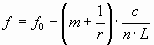 f = f₀ − (m + 1/r) · c/(n · L)